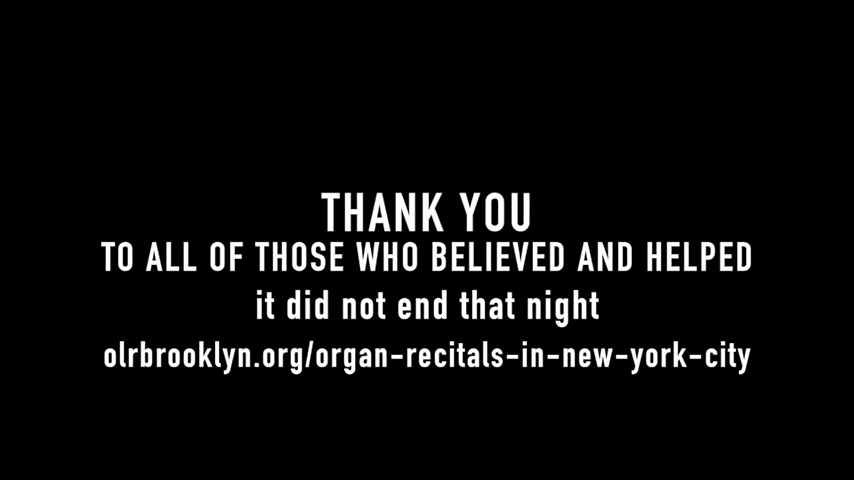 THANK YOU
TO ALL OF THOSE WHO BELIEVED AND HELPED
it did not end that night
olrbrooklyn.org/organ-recitals-in-new-york-city